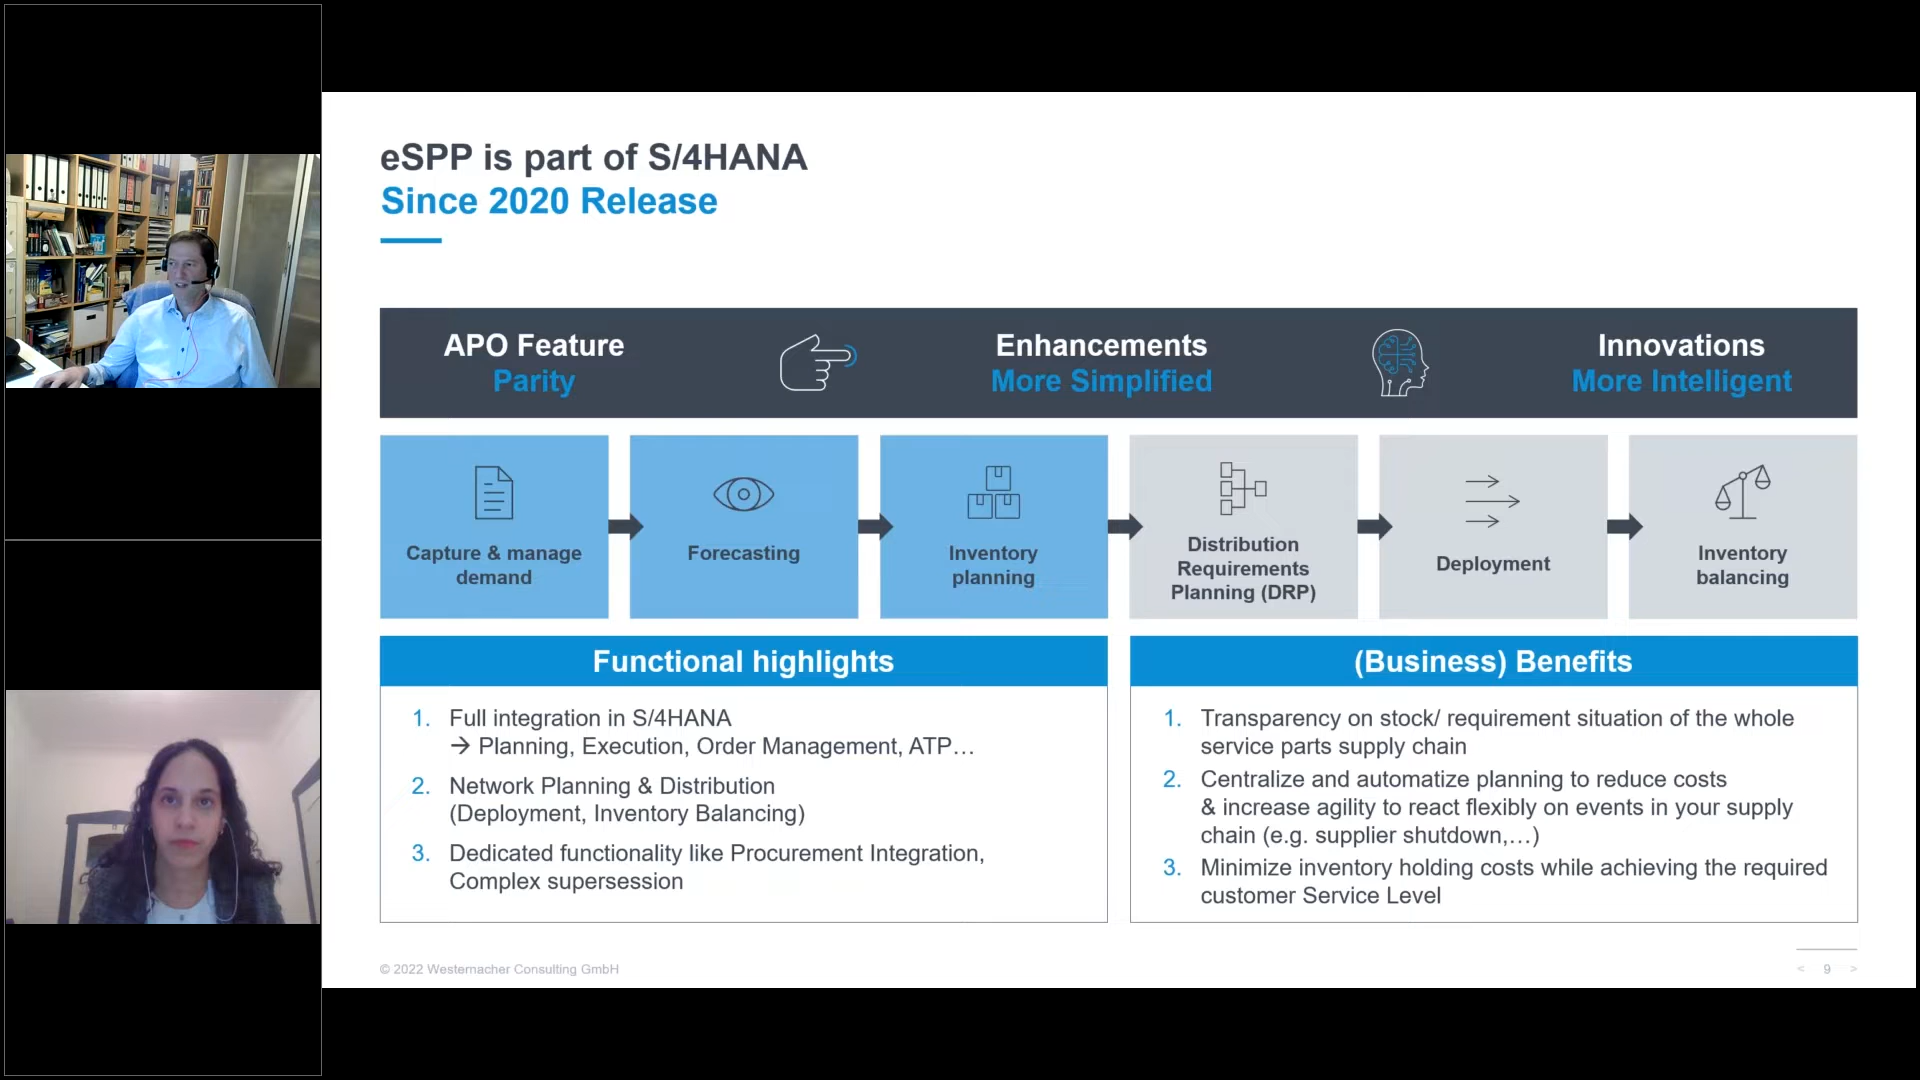 eSPP is part of S/4HANA
Since 2020 Release
APO Feature
Parity
Enhancements
More Simplified
Innovations
More Intelligent
Capture & manage
demand
Forecasting
Inventory
planning
Distribution
Requirements
Planning (DRP)
Deployment
Inventory
balancing
Functional highlights
1. Full integration in S/4HANA
→ Planning, Execution, Order Management, ATP…
2. Network Planning & Distribution
(Deployment, Inventory Balancing)
3. Dedicated functionality like Procurement Integration,
Complex supersession
(Business) Benefits
1. Transparency on stock/ requirement situation of the whole
service parts supply chain
2. Centralize and automatize planning to reduce costs
& increase agility to react flexibly on events in your supply
chain (e.g. supplier shutdown,…)
3. Minimize inventory holding costs while achieving the required
customer Service Level
© 2022 Westernacher Consulting GmbH
< 9 >